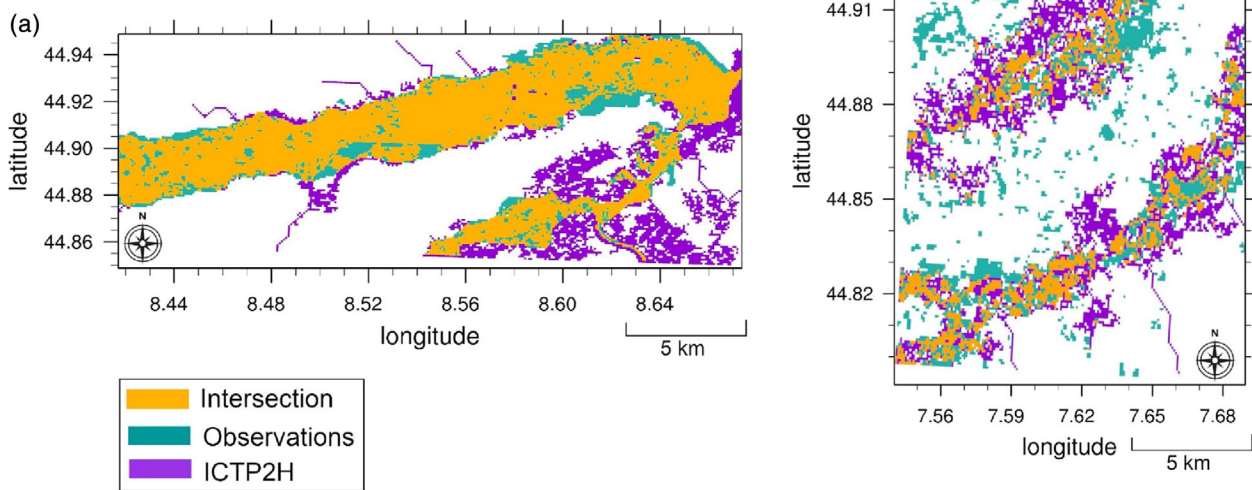 (a)
44.94
44.92
44.90
44.88
44.86
latitude
N
8.44 8.48 8.52 8.56 8.60 8.64
longitude
5 km
Intersection
Observations
ICTP2H
44.91
44.88
44.85
44.82
latitude
N
7.56 7.59 7.62 7.65 7.68
longitude
5 km